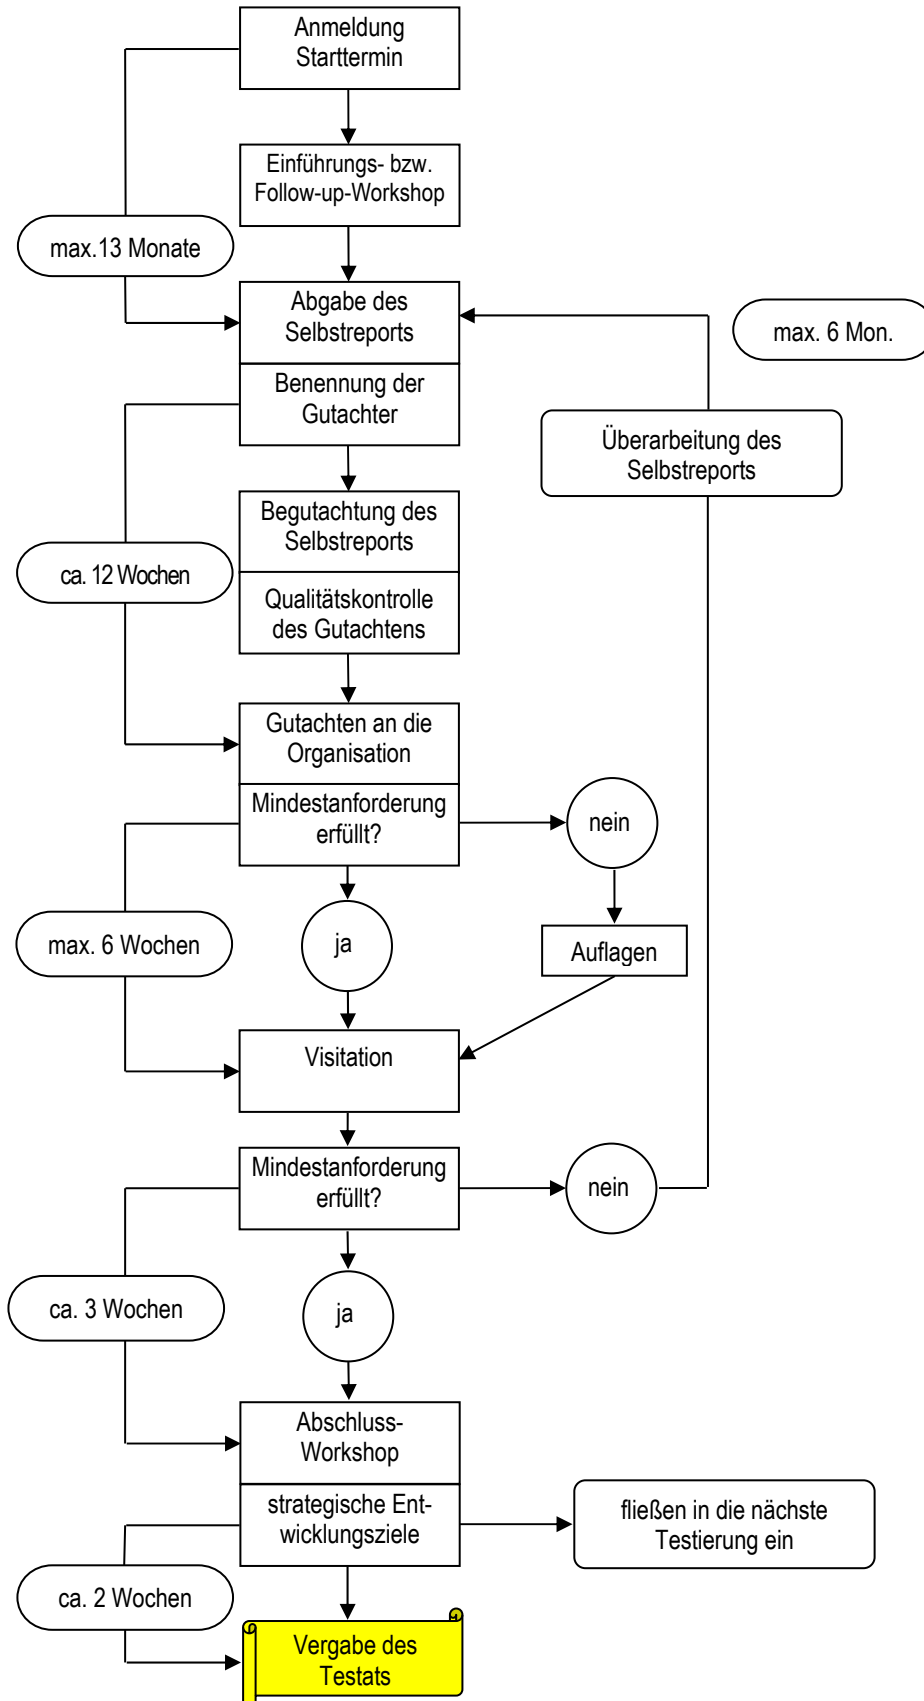 Anmeldung
Starttermin
Einführungs- bzw.
Follow-up-Workshop
max.13 Monate
Abgabe des
Selbstreports
max. 6 Mon.
Benennung der
Gutachter
Überarbeitung des
Selbstreports
Begutachtung des
Selbstreports
ca. 12 Wochen
Qualitätskontrolle
des Gutachtens
Gutachten an die
Organisation
Mindestanforderung
erfüllt?
nein
max. 6 Wochen
ja
Auflagen
Visitation
Mindestanforderung
erfüllt?
nein
ca. 3 Wochen
ja
Abschluss-
Workshop
strategische Ent-
wicklungsziele
fließen in die nächste
Testierung ein
ca. 2 Wochen
Vergabe des
Testats